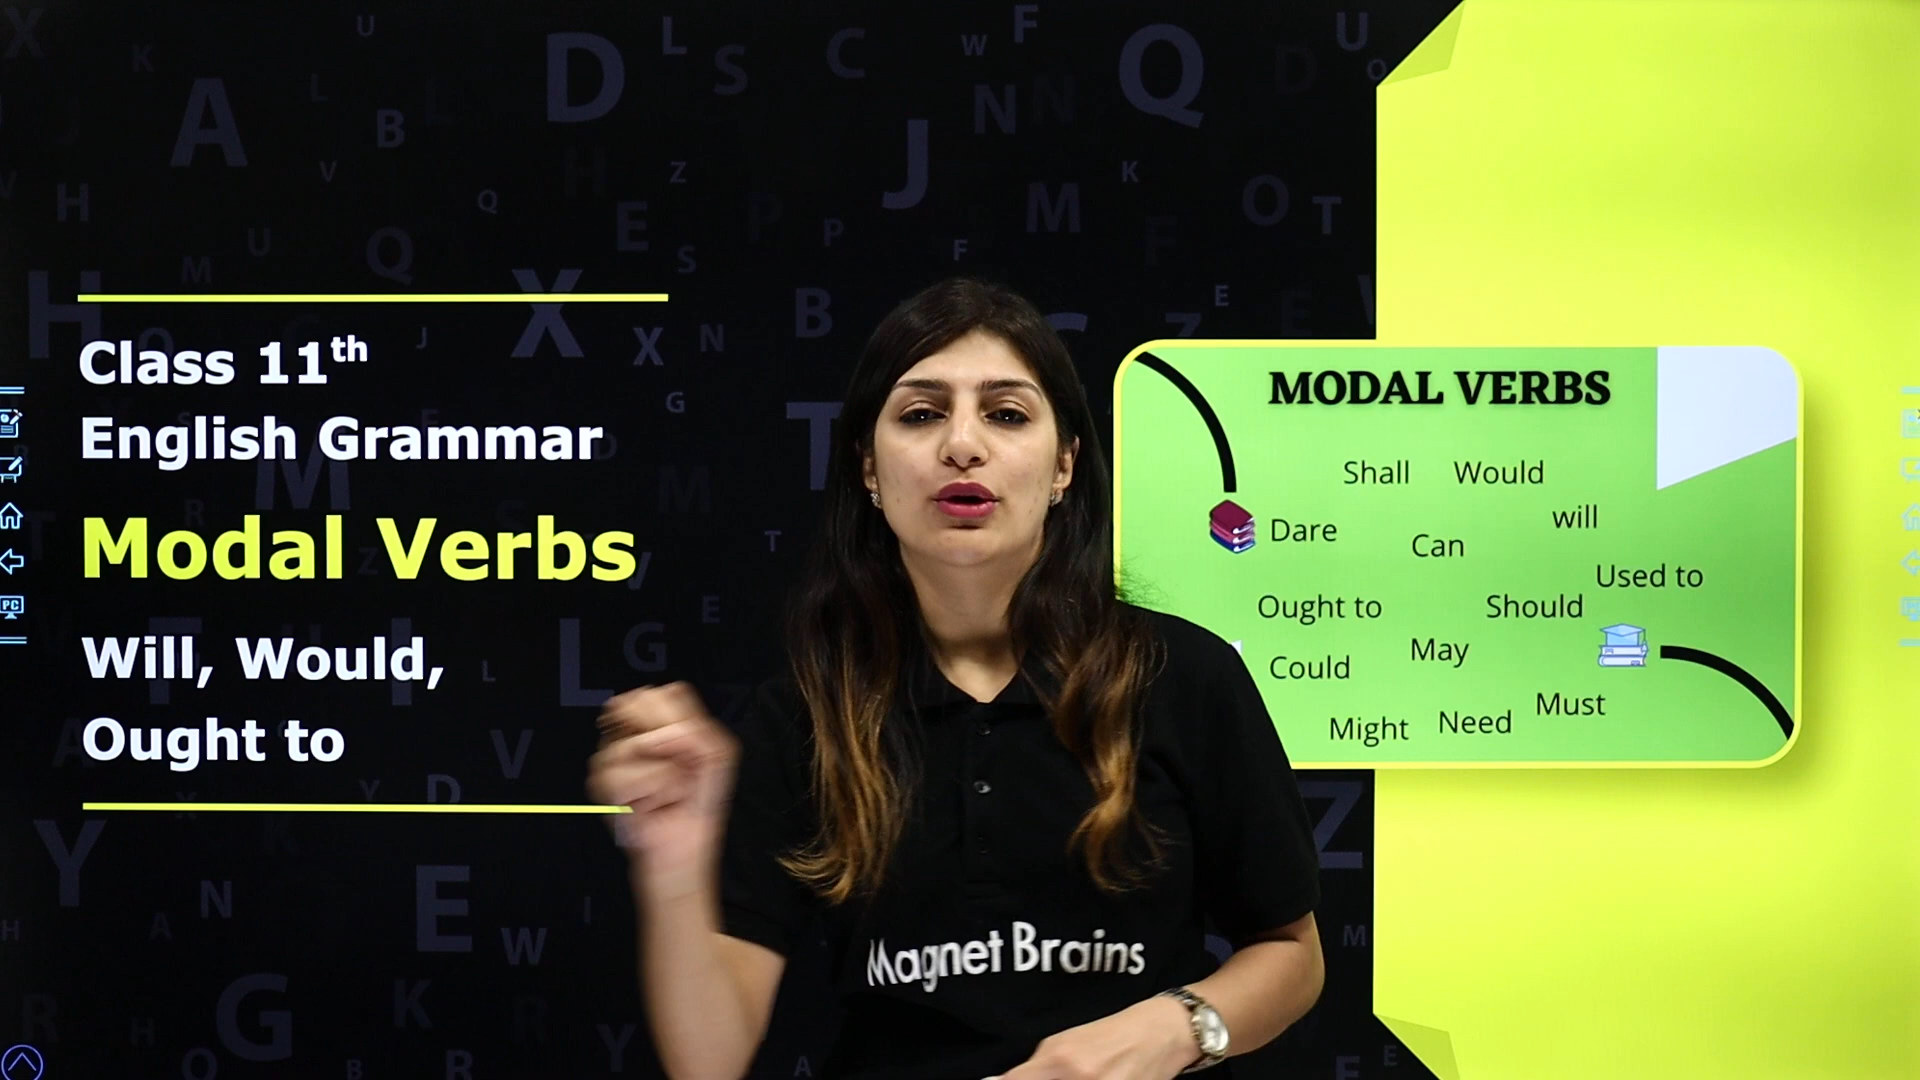 Class 11th
English Grammar
Modal Verbs
Will, Would,
Ought to
MODAL VERBS
Shall Would
will
Dare
Can
Used to
Ought to
Should
May
Could
Must
Might Need
Magnet Brains
PC